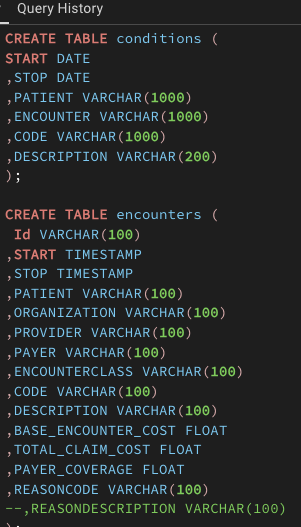 Query History
CREATE TABLE conditions (
START DATE
,STOP DATE
,PATIENT VARCHAR(1000)
,ENCOUNTER VARCHAR(1000)
,CODE VARCHAR(1000)
,DESCRIPTION VARCHAR(200)
);
CREATE TABLE encounters (
 Id VARCHAR(100)
,START TIMESTAMP
,STOP TIMESTAMP
,PATIENT VARCHAR(100)
,ORGANIZATION VARCHAR(100)
,PROVIDER VARCHAR(100)
,PAYER VARCHAR(100)
,ENCOUNTERCLASS VARCHAR(100)
,CODE VARCHAR(100)
,DESCRIPTION VARCHAR(100)
,BASE_ENCOUNTER_COST FLOAT
,TOTAL_CLAIM_COST FLOAT
,PAYER_COVERAGE FLOAT
,REASONCODE VARCHAR(100)
--,REASONDESCRIPTION VARCHAR(100)
);